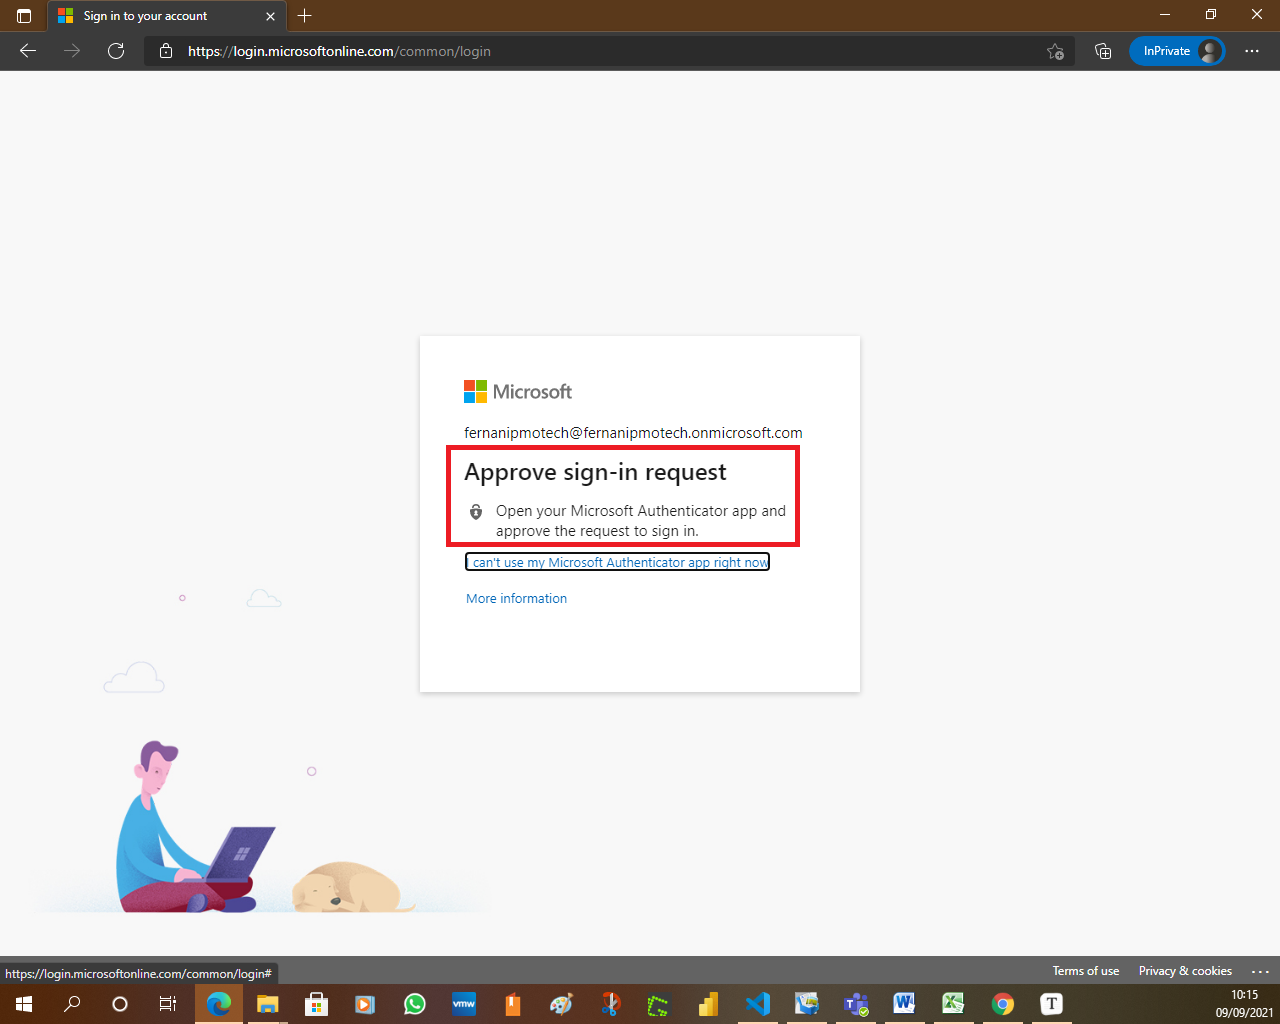 Sign in to your account
https://login.microsoftonline.com/common/login
InPrivate
Microsoft
fernanipmotech@fernanipmotech.onmicrosoft.com
Approve sign-in request
Open your Microsoft Authenticator app and
approve the request to sign in.
I can't use my Microsoft Authenticator app right now
More information
https://login.microsoftonline.com/common/login#
Terms of use
Privacy & cookies
vmw
T
10:15
09/09/2021